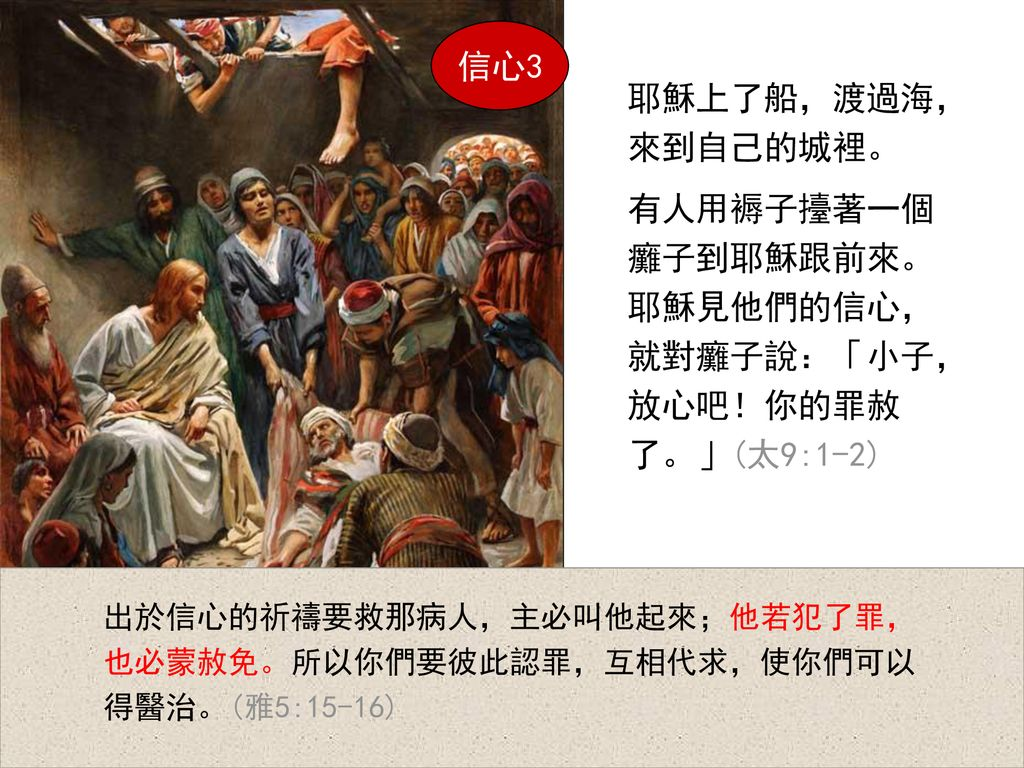 信心3
耶穌上了船，渡過海，
來到自己的城裡。
有人用褥子擡著一個
癱子到耶穌跟前來。
耶穌見他們的信心，
就對癱子說：「小子，
放心吧！你的罪赦
了。」(太9:1-2)
出於信心的祈禱要救那病人，主必叫他起來；他若犯了罪，
也必蒙赦免。所以你們要彼此認罪，互相代求，使你們可以
得醫治。(雅5:15-16)